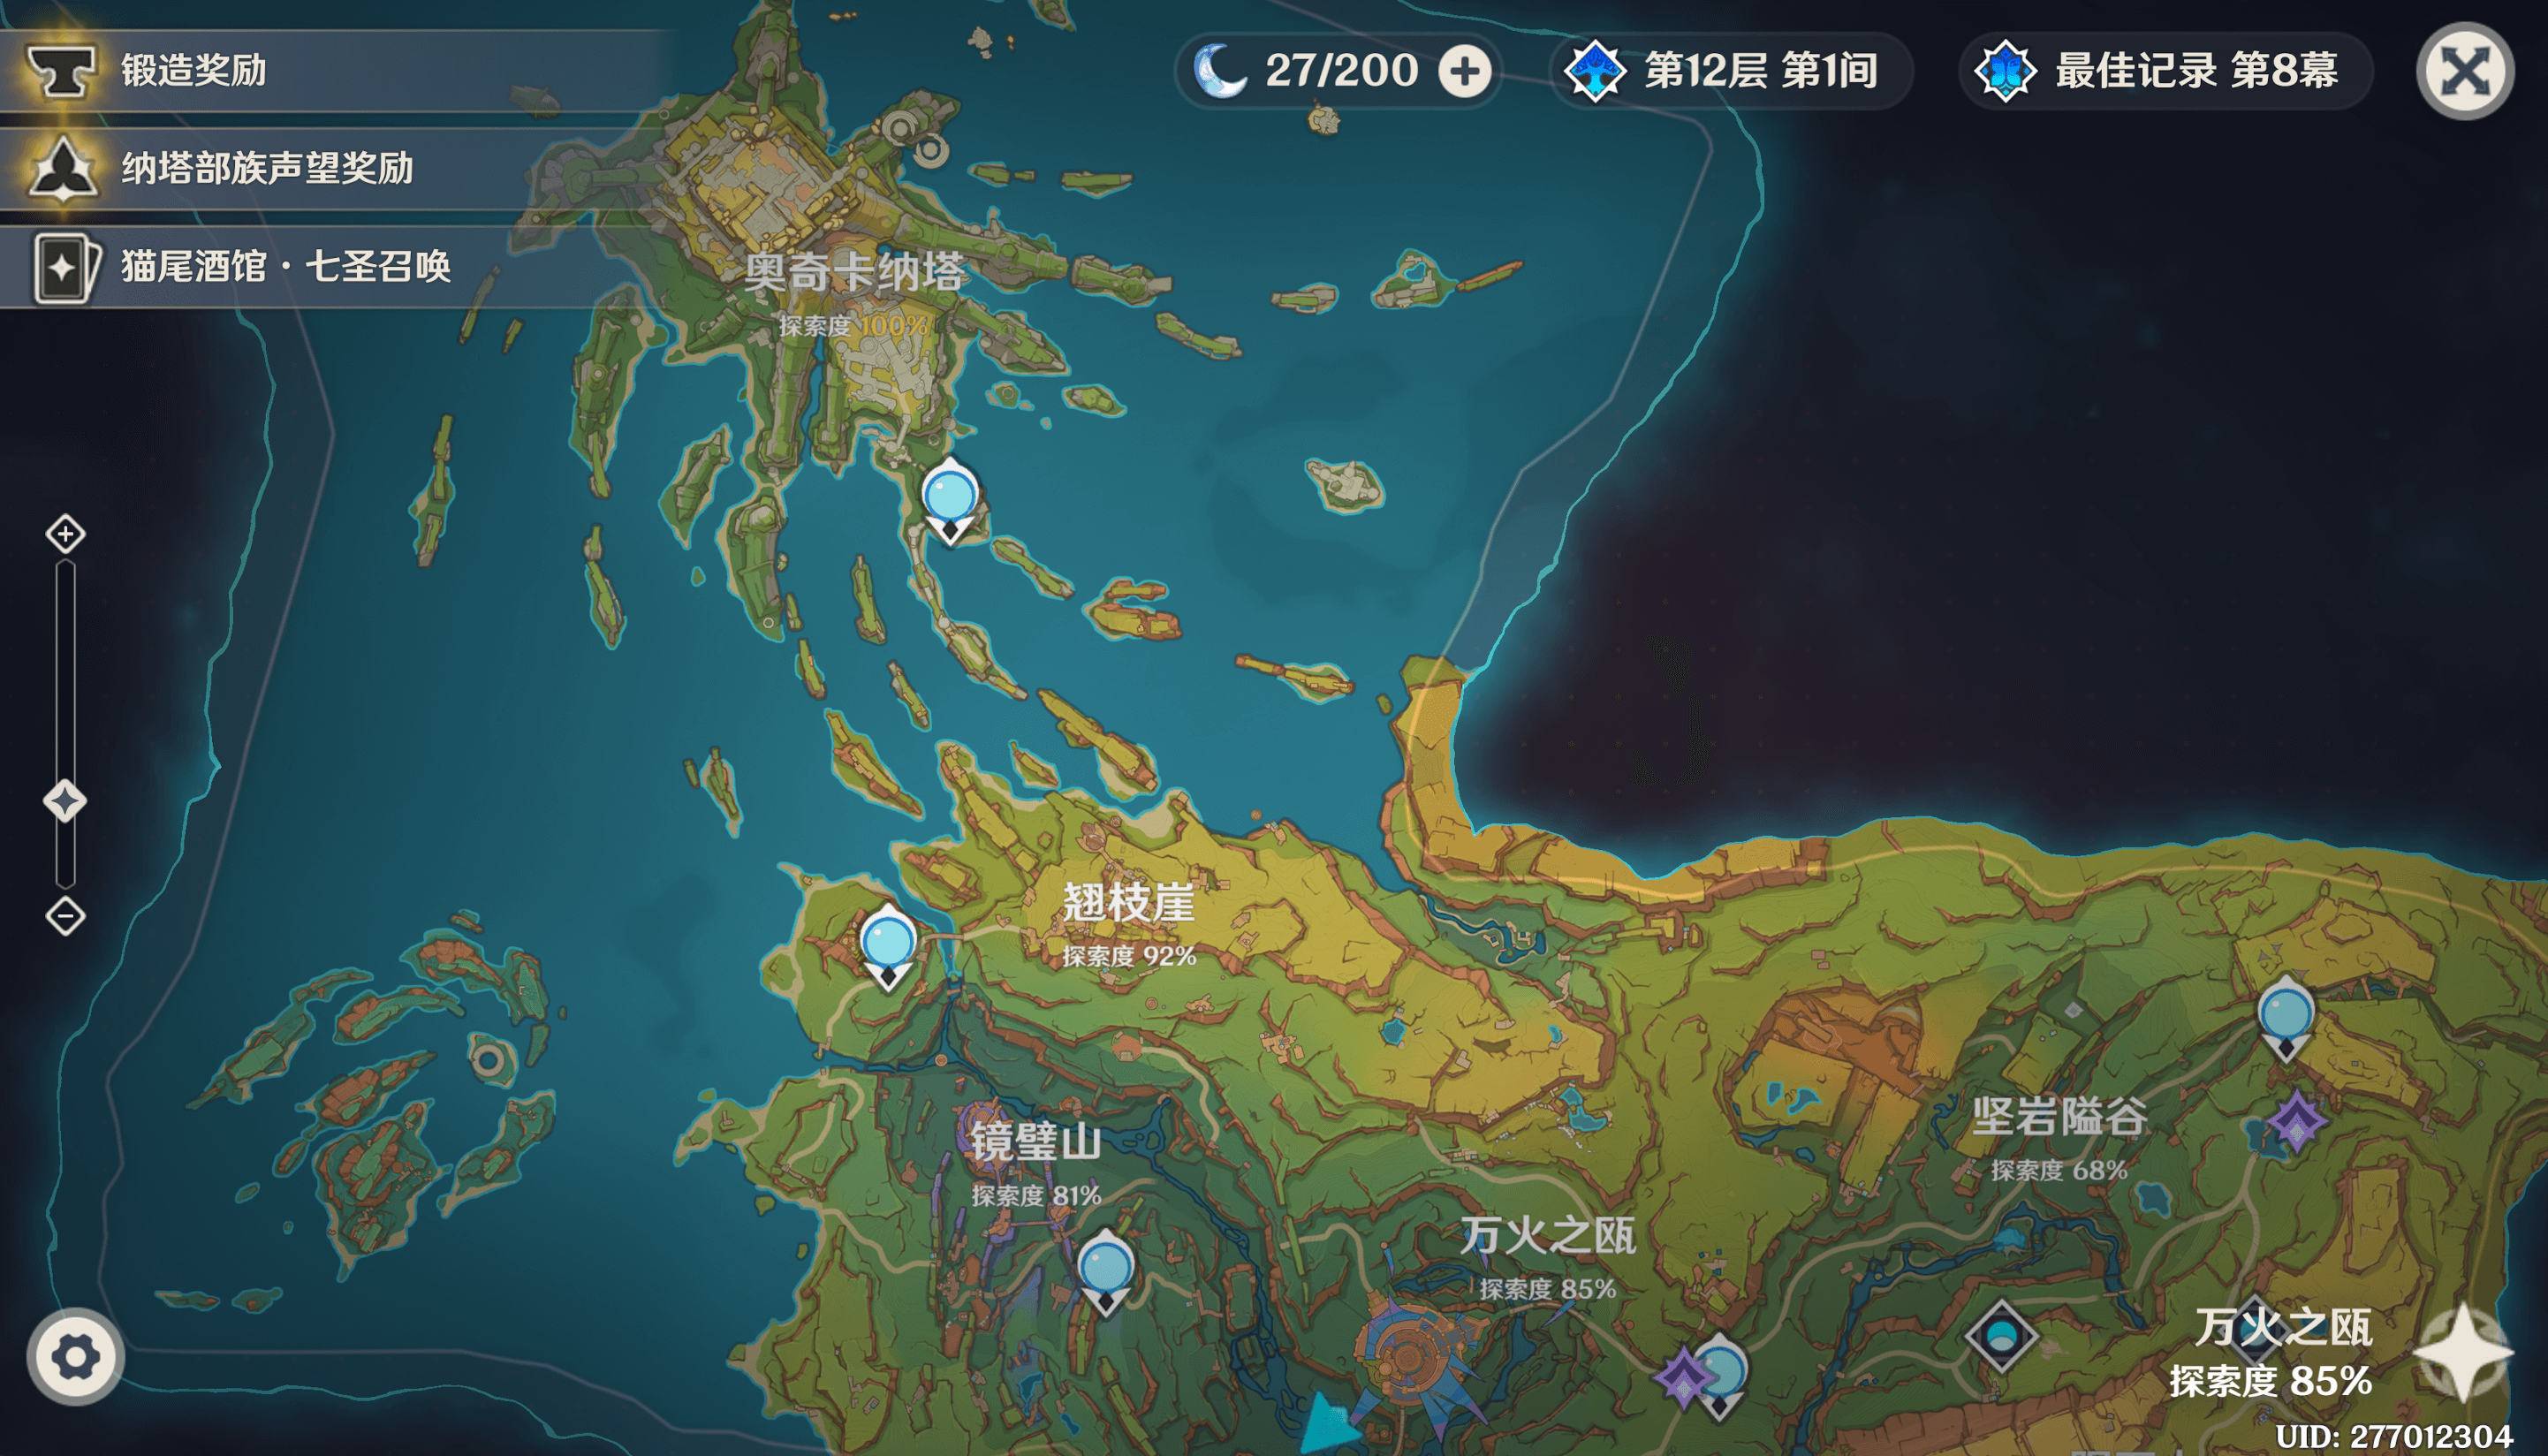 锻造奖励
纳塔部族声望奖励
猫尾酒馆·七圣召唤
27/200
第12层 第1间
最佳记录 第8幕
奥奇卡纳塔
探索度 100%
翘枝崖
探索度 92%
镜璧山
探索度 81%
坚岩隘谷
探索度 68%
万火之瓯
探索度 85%
万火之瓯
探索度 85%
UID: 277012304